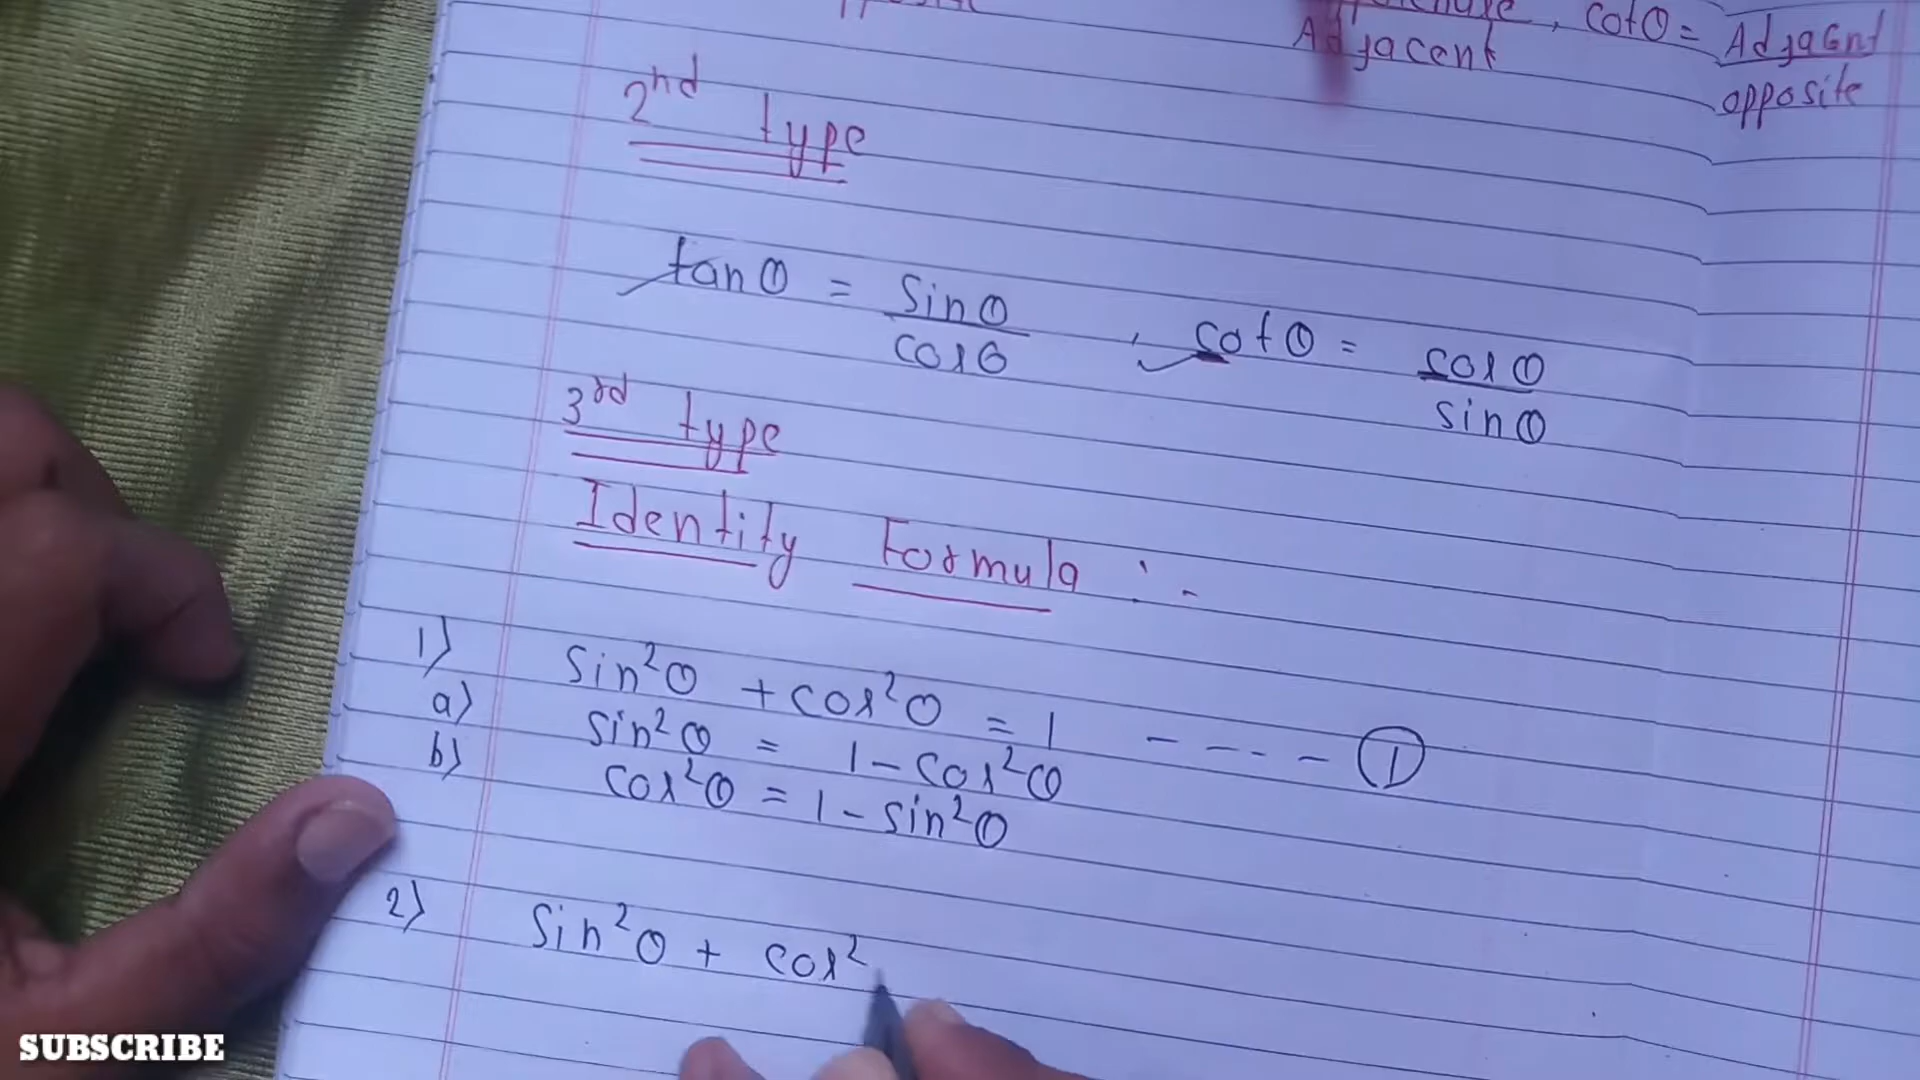 Adjacent , cotθ = Adjacent
opposite
2nd type
tanθ = sinθ / cosθ , cotθ = cosθ / sinθ
3rd type
Identity Formula :-
1) sin²θ + cos²θ = 1 ---- ①
a) sin²θ = 1 - cos²θ
b) cos²θ = 1 - sin²θ
2) sin²θ + cos²
SUBSCRIBE